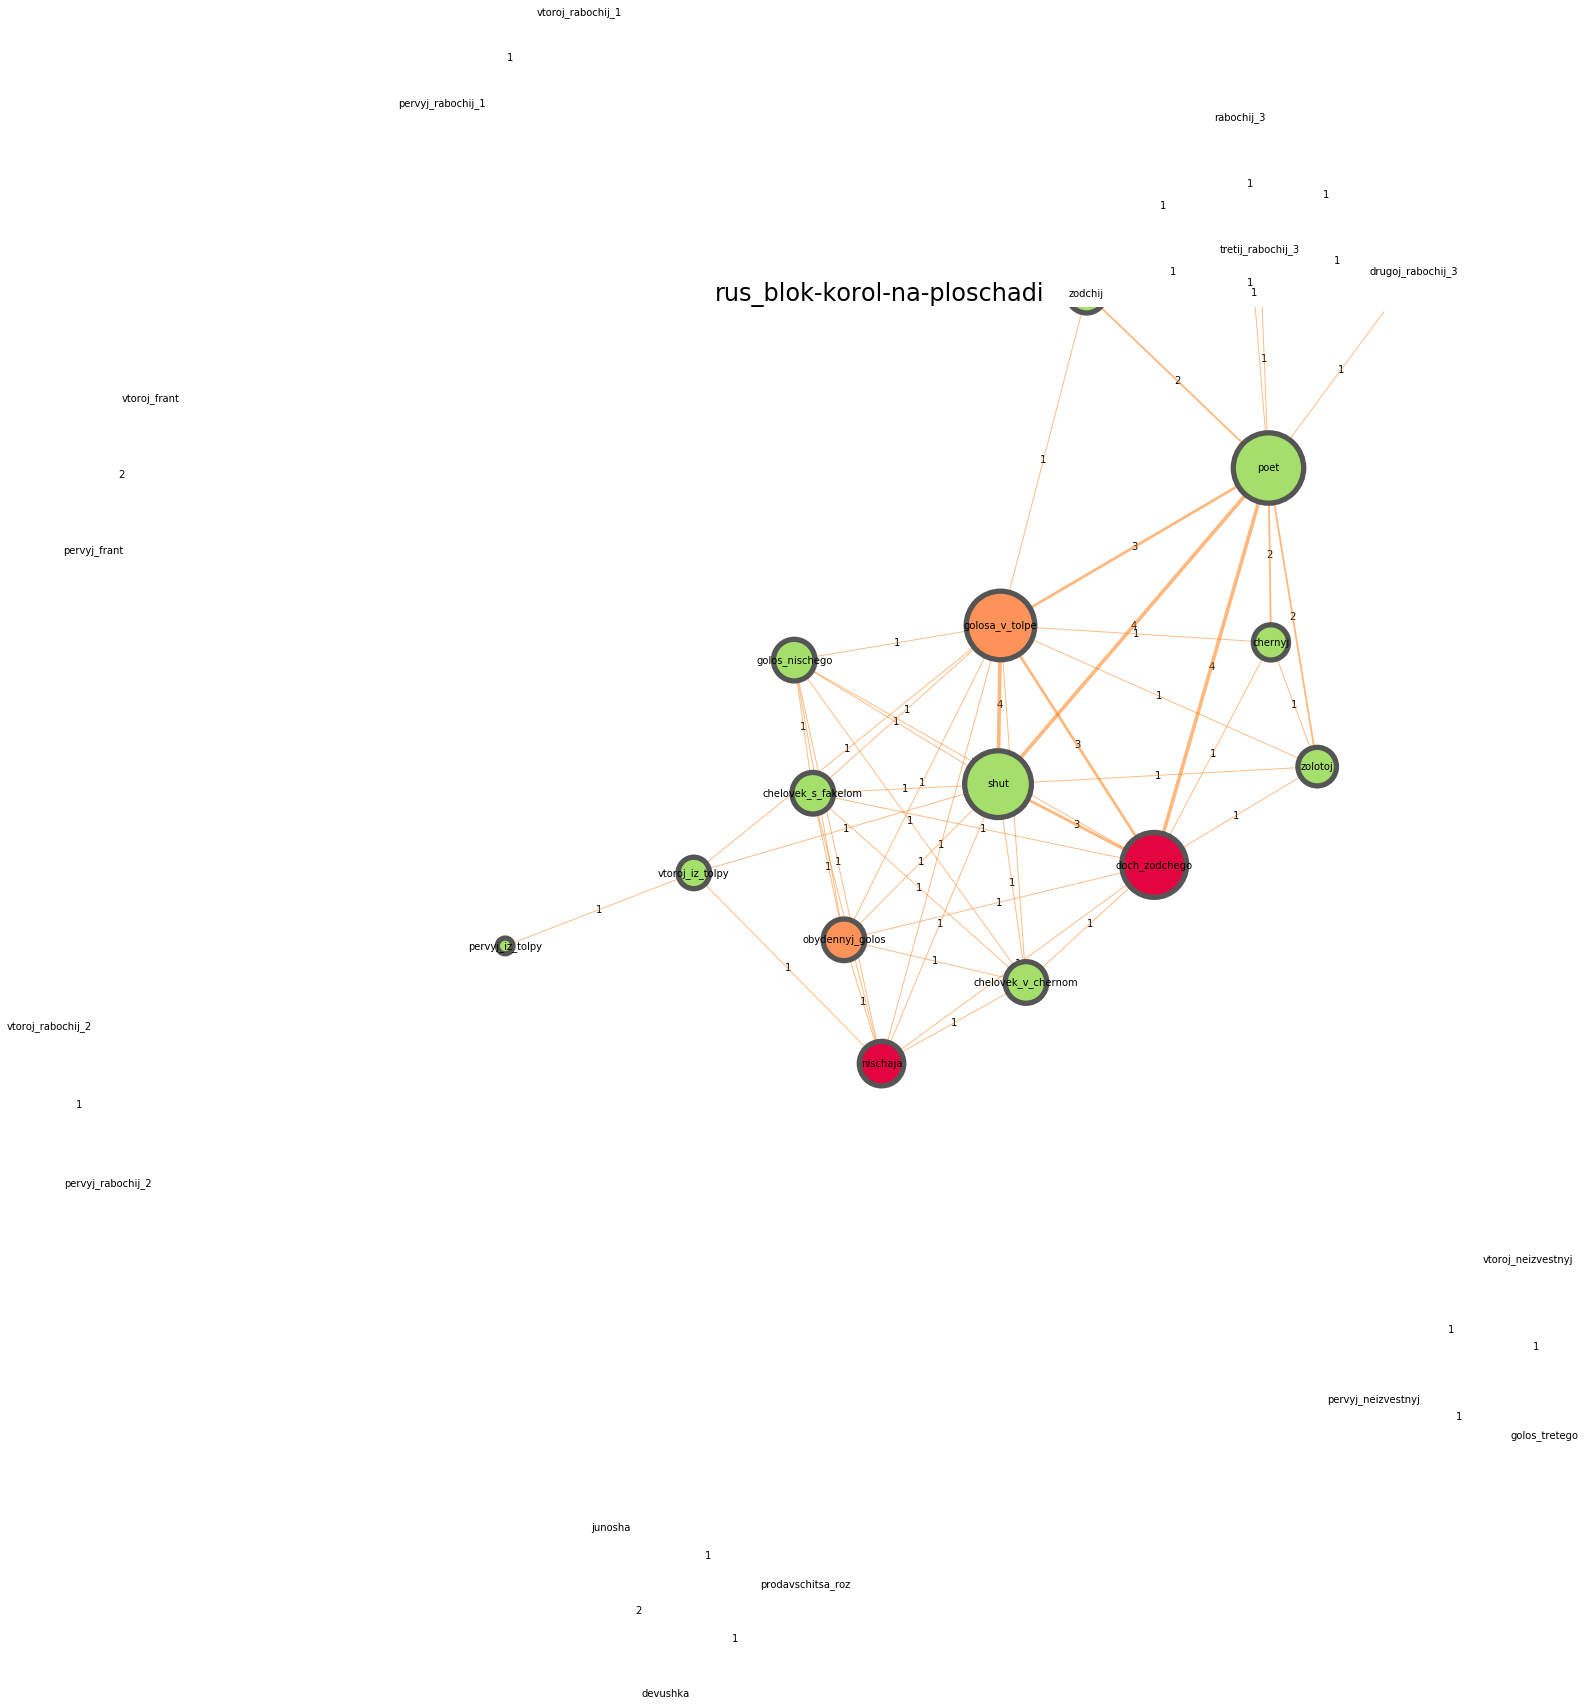 vtoroj_rabochij_1
1
pervyj_rabochij_1
rabochij_3
1
1
1
tretij_rabochij_3
1
drugoj_rabochij_3
1
1
1
rus_blok-korol-na-ploschadi
zodchij
1
1
2
vtoroj_frant
1
poet
2
3
pervyj_frant
2
golosa_v_tolpe
4
1
1
chernyj
golos_nischego
2
4
1
4
1
1
1
1
1
3
1
1
zolotoj
1
shut
1
chelovek_s_fakelom
1
1
1
1
3
1
1
1
1
1
1
doch_zodchego
1
vtoroj_iz_tolpy
1
1
1
1
1
1
1
obydennyj_golos
pervyj_iz_tolpy
1
1
chelovek_v_chernom
1
1
vtoroj_rabochij_2
nischaja
1
pervyj_rabochij_2
vtoroj_neizvestnyj
1
1
pervyj_neizvestnyj
1
golos_tretego
junosha
1
prodavschitsa_roz
2
1
devushka